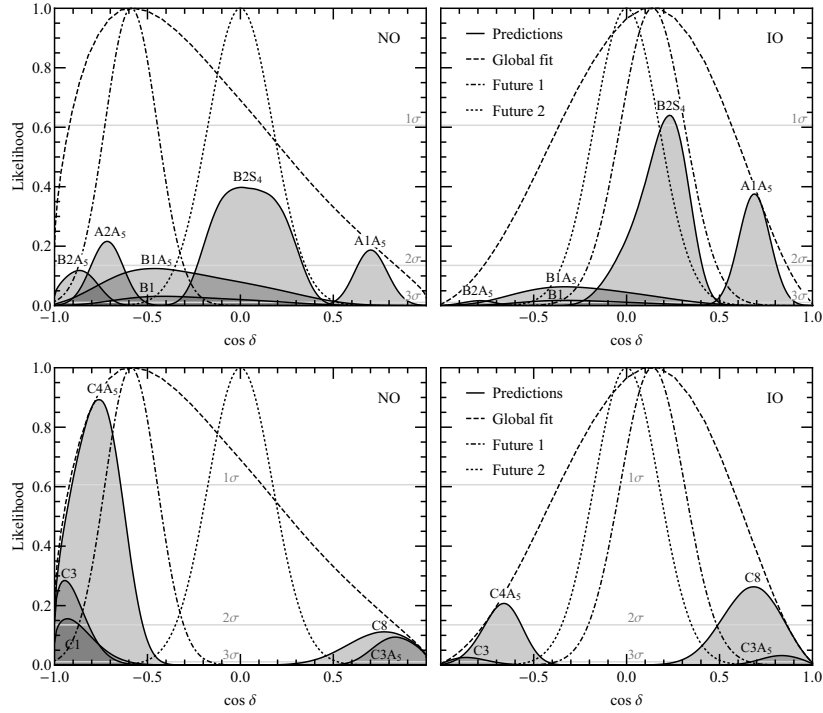 1.0
0.8
0.6
0.4
0.2
0.0
Likelihood
NO
1σ
2σ
3σ
B2A₅
A2A₅
B1A₅
B1
B2S₄
A1A₅
-1.0 -0.5 0.0 0.5
cos δ
IO
Predictions
Global fit
Future 1
Future 2
1σ
2σ
3σ
B2S₄
A1A₅
B2A₅
B1A₅
B1
-0.5 0.0 0.5 1.0
cos δ
1.0
0.8
0.6
0.4
0.2
0.0
Likelihood
NO
1σ
2σ
3σ
C4A₅
C3
C1
C8
C3A₅
-1.0 -0.5 0.0 0.5
cos δ
IO
Predictions
Global fit
Future 1
Future 2
1σ
2σ
3σ
C4A₅
C3
C8
C3A₅
-0.5 0.0 0.5 1.0
cos δ